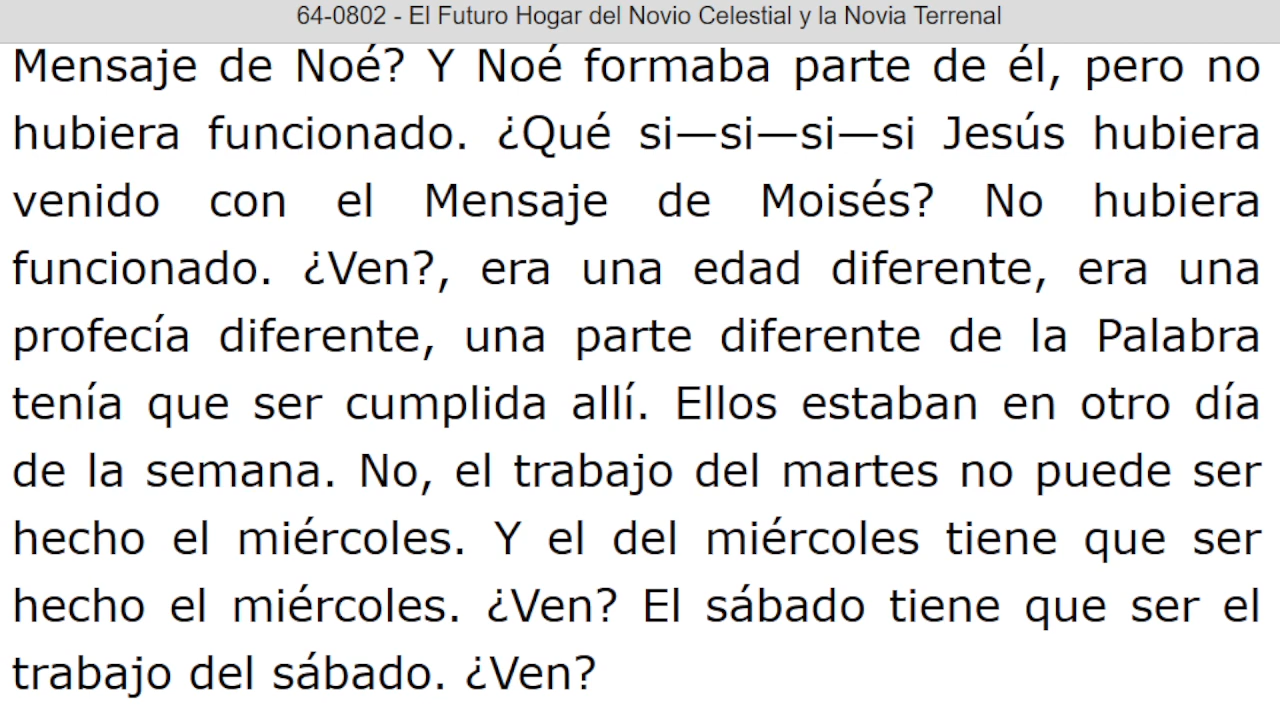 64-0802 - El Futuro Hogar del Novio Celestial y la Novia Terrenal
Mensaje de Noé? Y Noé formaba parte de él, pero no
hubiera funcionado. ¿Qué si—si—si—si Jesús hubiera
venido con el Mensaje de Moisés? No hubiera
funcionado. ¿Ven?, era una edad diferente, era una
profecía diferente, una parte diferente de la Palabra
tenía que ser cumplida allí. Ellos estaban en otro día
de la semana. No, el trabajo del martes no puede ser
hecho el miércoles. Y el del miércoles tiene que ser
hecho el miércoles. ¿Ven? El sábado tiene que ser el
trabajo del sábado. ¿Ven?